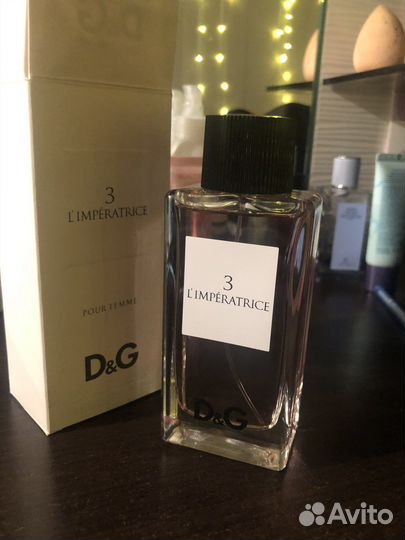 3
L'IMPÉRATRICE
POUR FEMME
D&G
3
L'IMPÉRATRICE
D&G
Avito